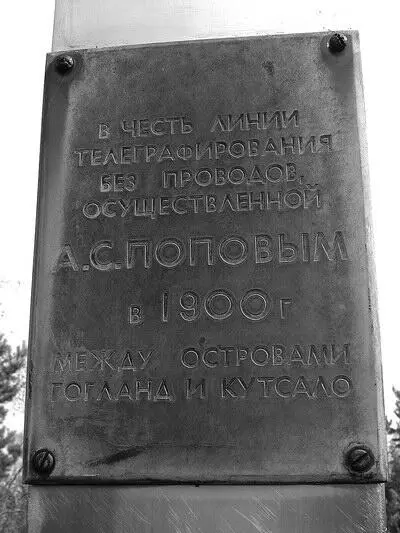 В ЧЕСТЬ ЛИНИИ
ТЕЛЕГРАФИРОВАНИЯ
БЕЗ ПРОВОДОВ,
ОСУЩЕСТВЛЕННОЙ
А.С.ПОПОВЫМ
В 1900 Г
МЕЖДУ ОСТРОВАМИ
ГОГЛАНД И КУТСАЛО